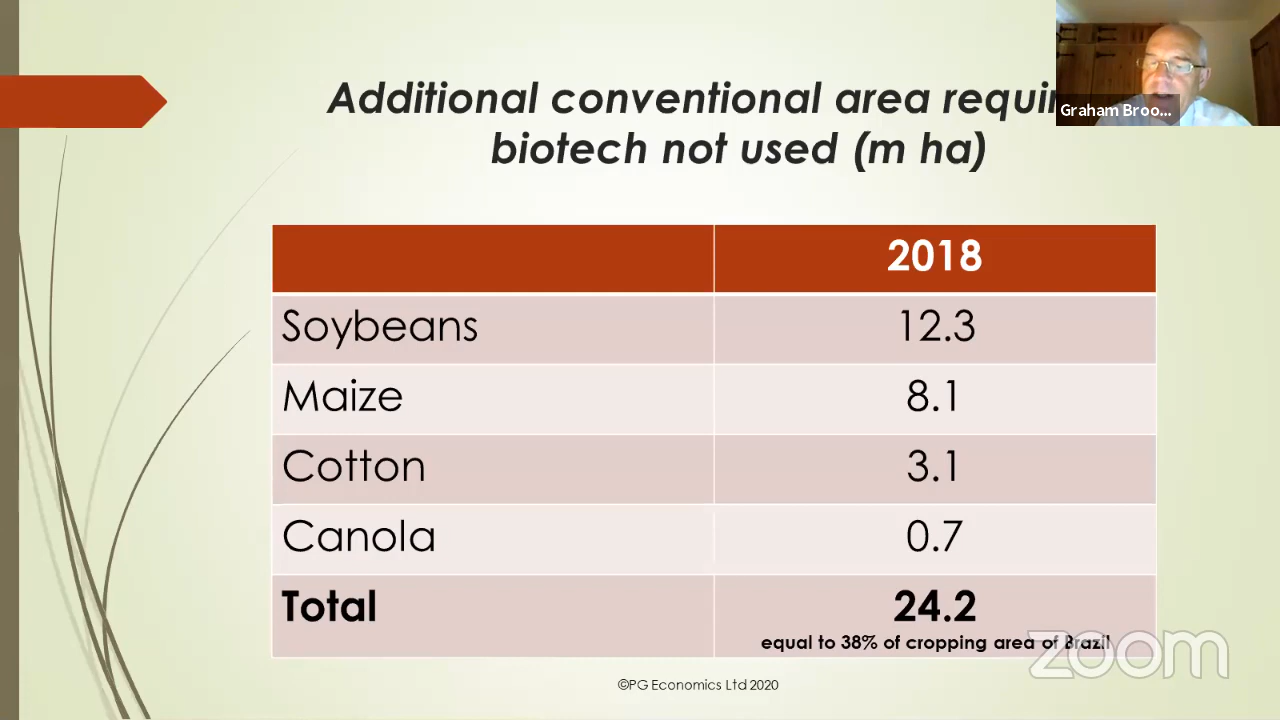 Additional conventional area requi
biotech not used (m ha)
Graham Broo...
2018
Soybeans 12.3
Maize 8.1
Cotton 3.1
Canola 0.7
Total 24.2
equal to 38% of cropping area of Brazil
zoom
©PG Economics Ltd 2020